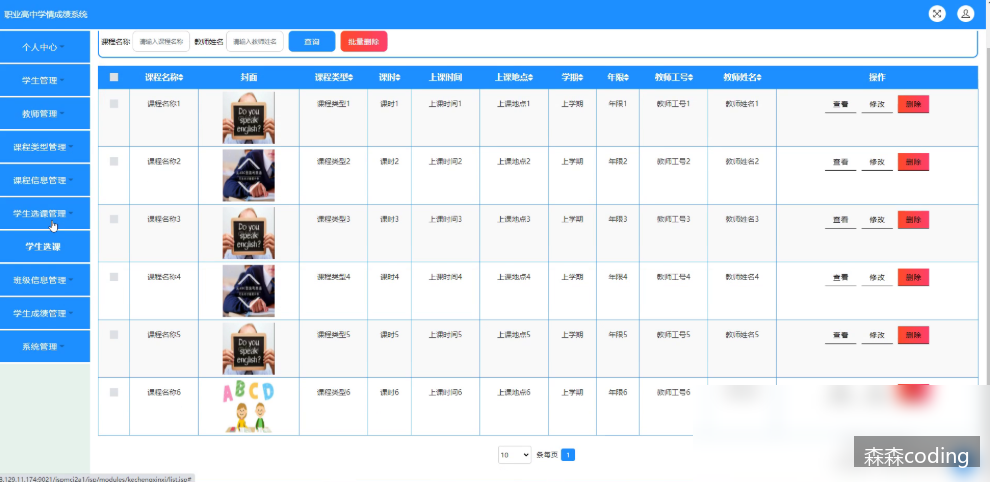 职业高中学情成绩系统
个人中心
学生管理
教师管理
课程类型管理
课程信息管理
学生选课管理
学生选课
班级信息管理
学生成绩管理
系统管理
课程名称 请输入课程名称 教师姓名 请输入教师姓名 查询 批量删除
课程名称 封面 课程类型 课时 上课时间 上课地点 学期 年限 教师工号 教师姓名 操作
课程名称1 Do you speak english? 课程类型1 课时1 上课时间1 上课地点1 上学期 年限1 教师工号1 教师姓名1 查看 修改 删除
课程名称2 课程类型2 课时2 上课时间2 上课地点2 上学期 年限2 教师工号2 教师姓名2 查看 修改 删除
课程名称3 Do you speak english? 课程类型3 课时3 上课时间3 上课地点3 上学期 年限3 教师工号3 教师姓名3 查看 修改 删除
课程名称4 课程类型4 课时4 上课时间4 上课地点4 上学期 年限4 教师工号4 教师姓名4 查看 修改 删除
课程名称5 Do you speak english? 课程类型5 课时5 上课时间5 上课地点5 上学期 年限5 教师工号5 教师姓名5 查看 修改 删除
课程名称6 ABCD 课程类型6 课时6 上课时间6 上课地点6 上学期 年限6 教师工号6
10 条每页 1
森森coding